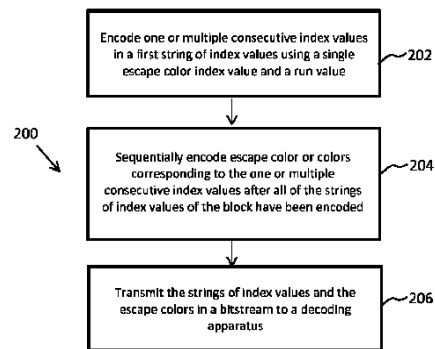 Encode one or multiple consecutive index values
in a first string of index values using a single
escape color index value and a run value
202
200
Sequentially encode escape color or colors
corresponding to the one or multiple
consecutive index values after all of the strings
of index values of the block have been encoded
204
Transmit the strings of index values and the
escape colors in a bitstream to a decoding
apparatus
206